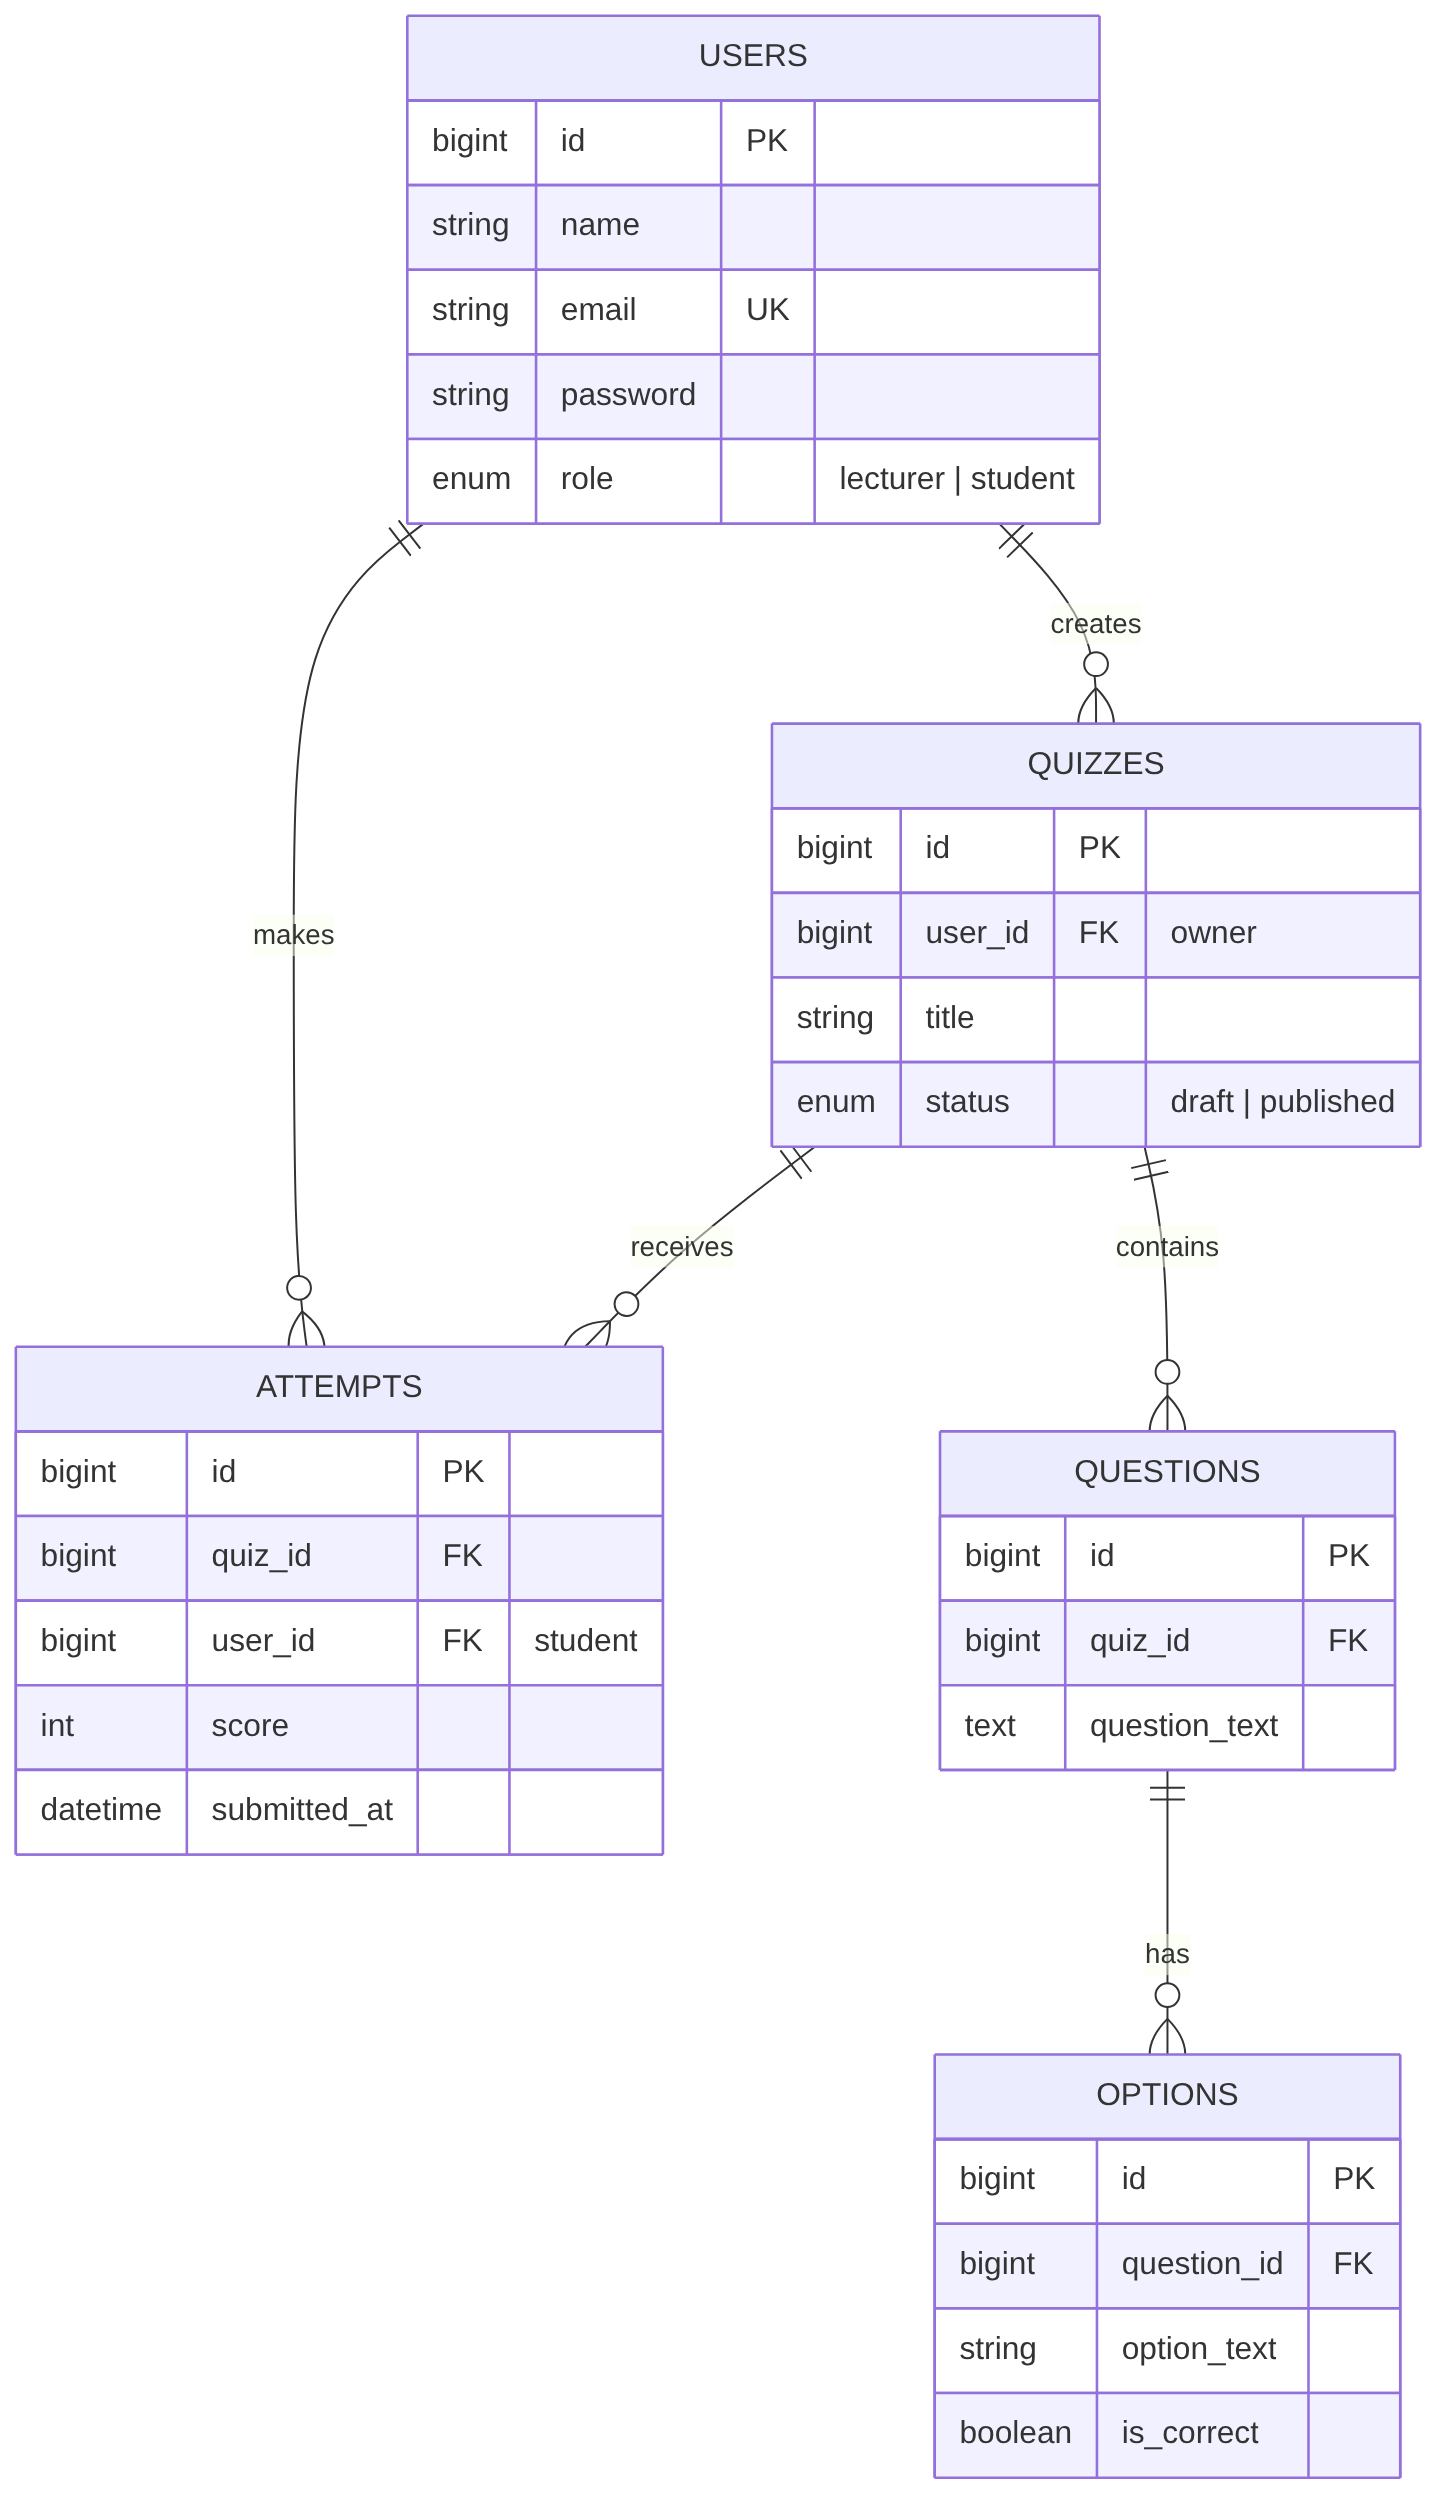 USERS
bigint id PK
string name
string email UK
string password
enum role lecturer | student
creates
QUIZZES
bigint id PK
bigint user_id FK owner
string title
enum status draft | published
makes
receives
contains
ATTEMPTS
bigint id PK
bigint quiz_id FK
bigint user_id FK student
int score
datetime submitted_at
QUESTIONS
bigint id PK
bigint quiz_id FK
text question_text
has
OPTIONS
bigint id PK
bigint question_id FK
string option_text
boolean is_correct